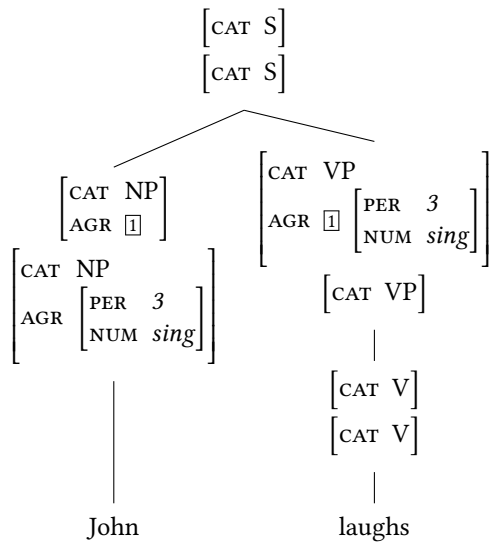 [CAT S]
[CAT S]
[CAT NP
AGR 1]
[CAT VP
AGR 1 [PER 3
NUM sing]]
[CAT NP
AGR [PER 3
NUM sing]]
[CAT VP]
[CAT V]
[CAT V]
John laughs